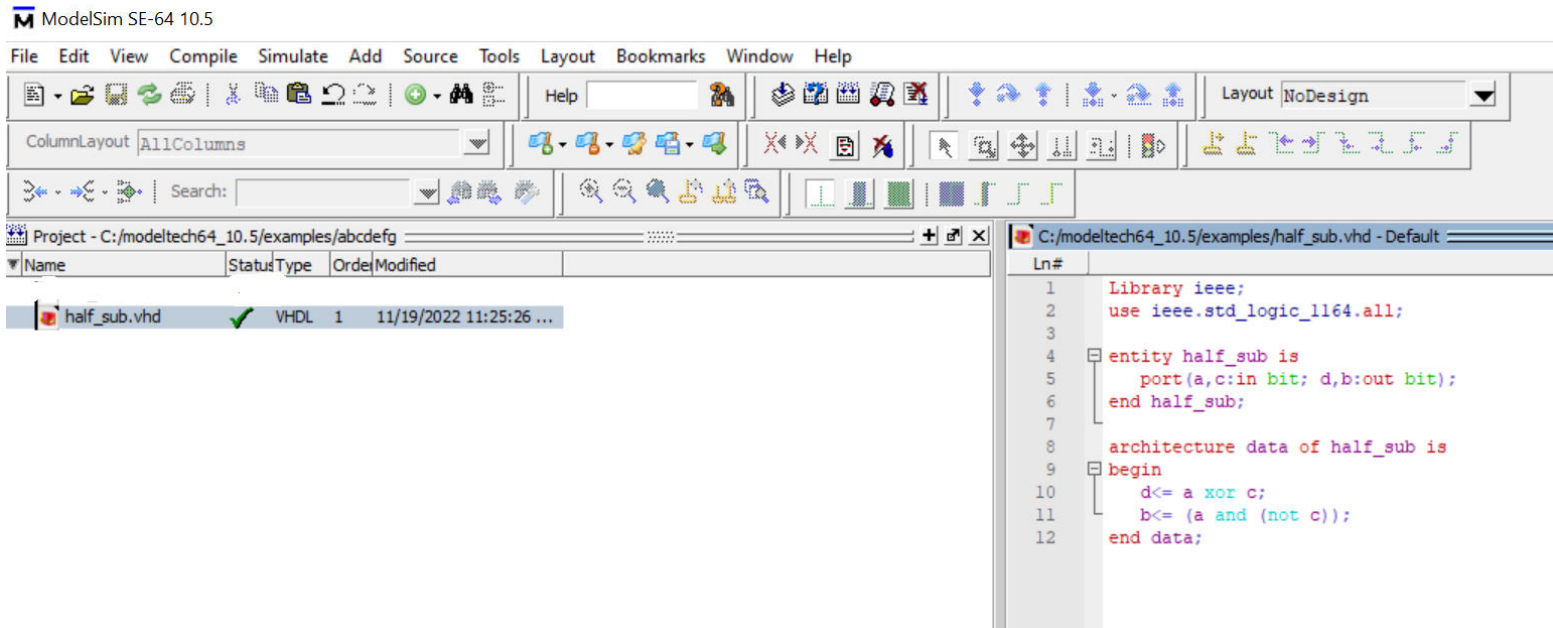 ModelSim SE-64 10.5
File Edit View Compile Simulate Add Source Tools Layout Bookmarks Window Help
Help Layout NoDesign
ColumnLayout AllColumns
Search:
Project - C:/modeltech64_10.5/examples/abcdefg
Name Status Type Order Modified
half_sub.vhd VHDL 1 11/19/2022 11:25:26 ...
C:/modeltech64_10.5/examples/half_sub.vhd - Default
Ln#
1 Library ieee;
2 use ieee.std_logic_1164.all;
3
4 entity half_sub is
5 port(a,c:in bit; d,b:out bit);
6 end half_sub;
7
8 architecture data of half_sub is
9 begin
10 d<= a xor c;
11 b<= (a and (not c));
12 end data;